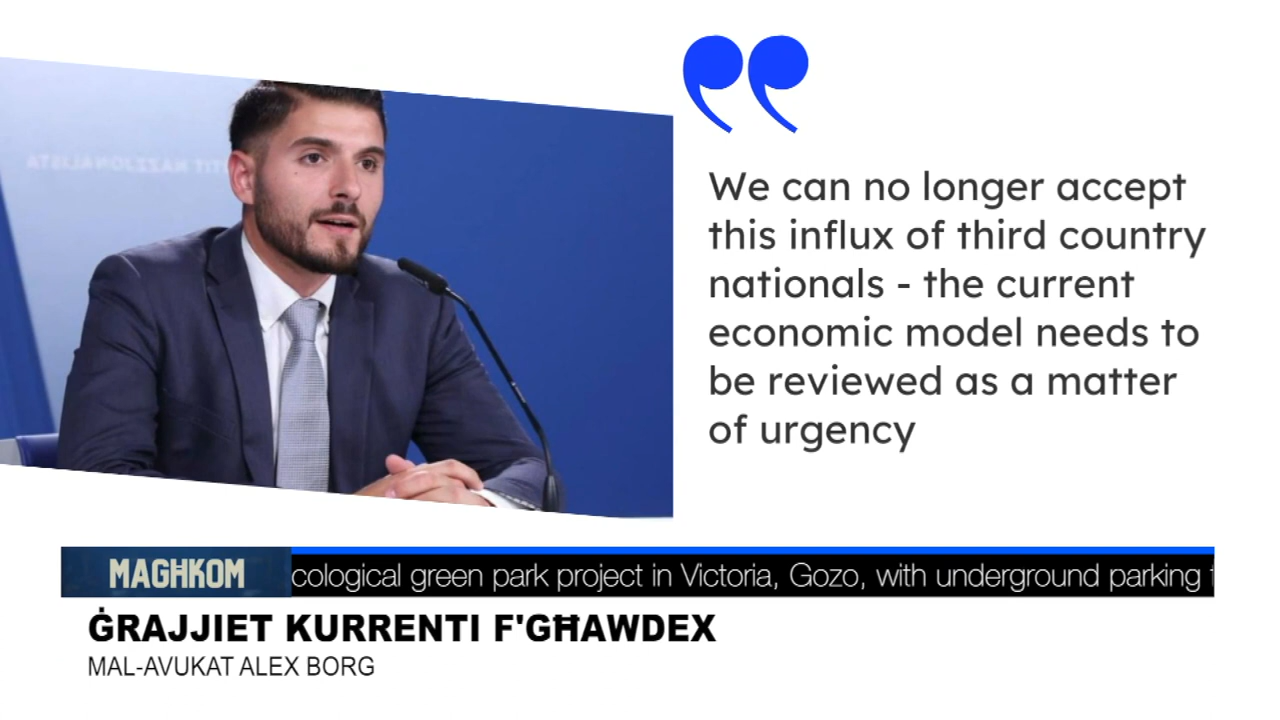 We can no longer accept
this influx of third country
nationals - the current
economic model needs to
be reviewed as a matter
of urgency
MAGĦKOM
cological green park project in Victoria, Gozo, with underground parking
ĠRAJJIET KURRENTI F'GĦAWDEX
MAL-AVUKAT ALEX BORG